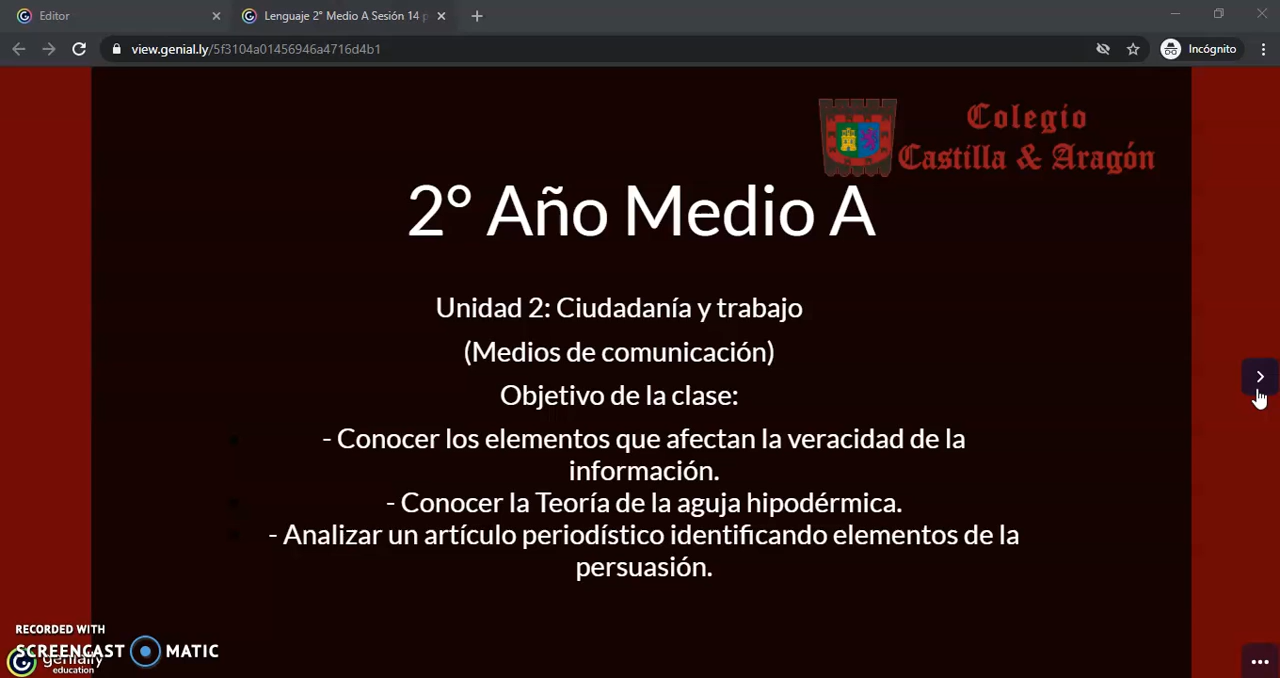 Editor
Lenguaje 2° Medio A Sesión 14 p
view.genial.ly/5f3104a01456946a4716d4b1
Incógnito
Colegio
Castilla & Aragón
2° Año Medio A
Unidad 2: Ciudadanía y trabajo
(Medios de comunicación)
Objetivo de la clase:
- Conocer los elementos que afectan la veracidad de la
información.
- Conocer la Teoría de la aguja hipodérmica.
- Analizar un artículo periodístico identificando elementos de la
persuasión.
RECORDED WITH
SCREENCAST MATIC
genially
education